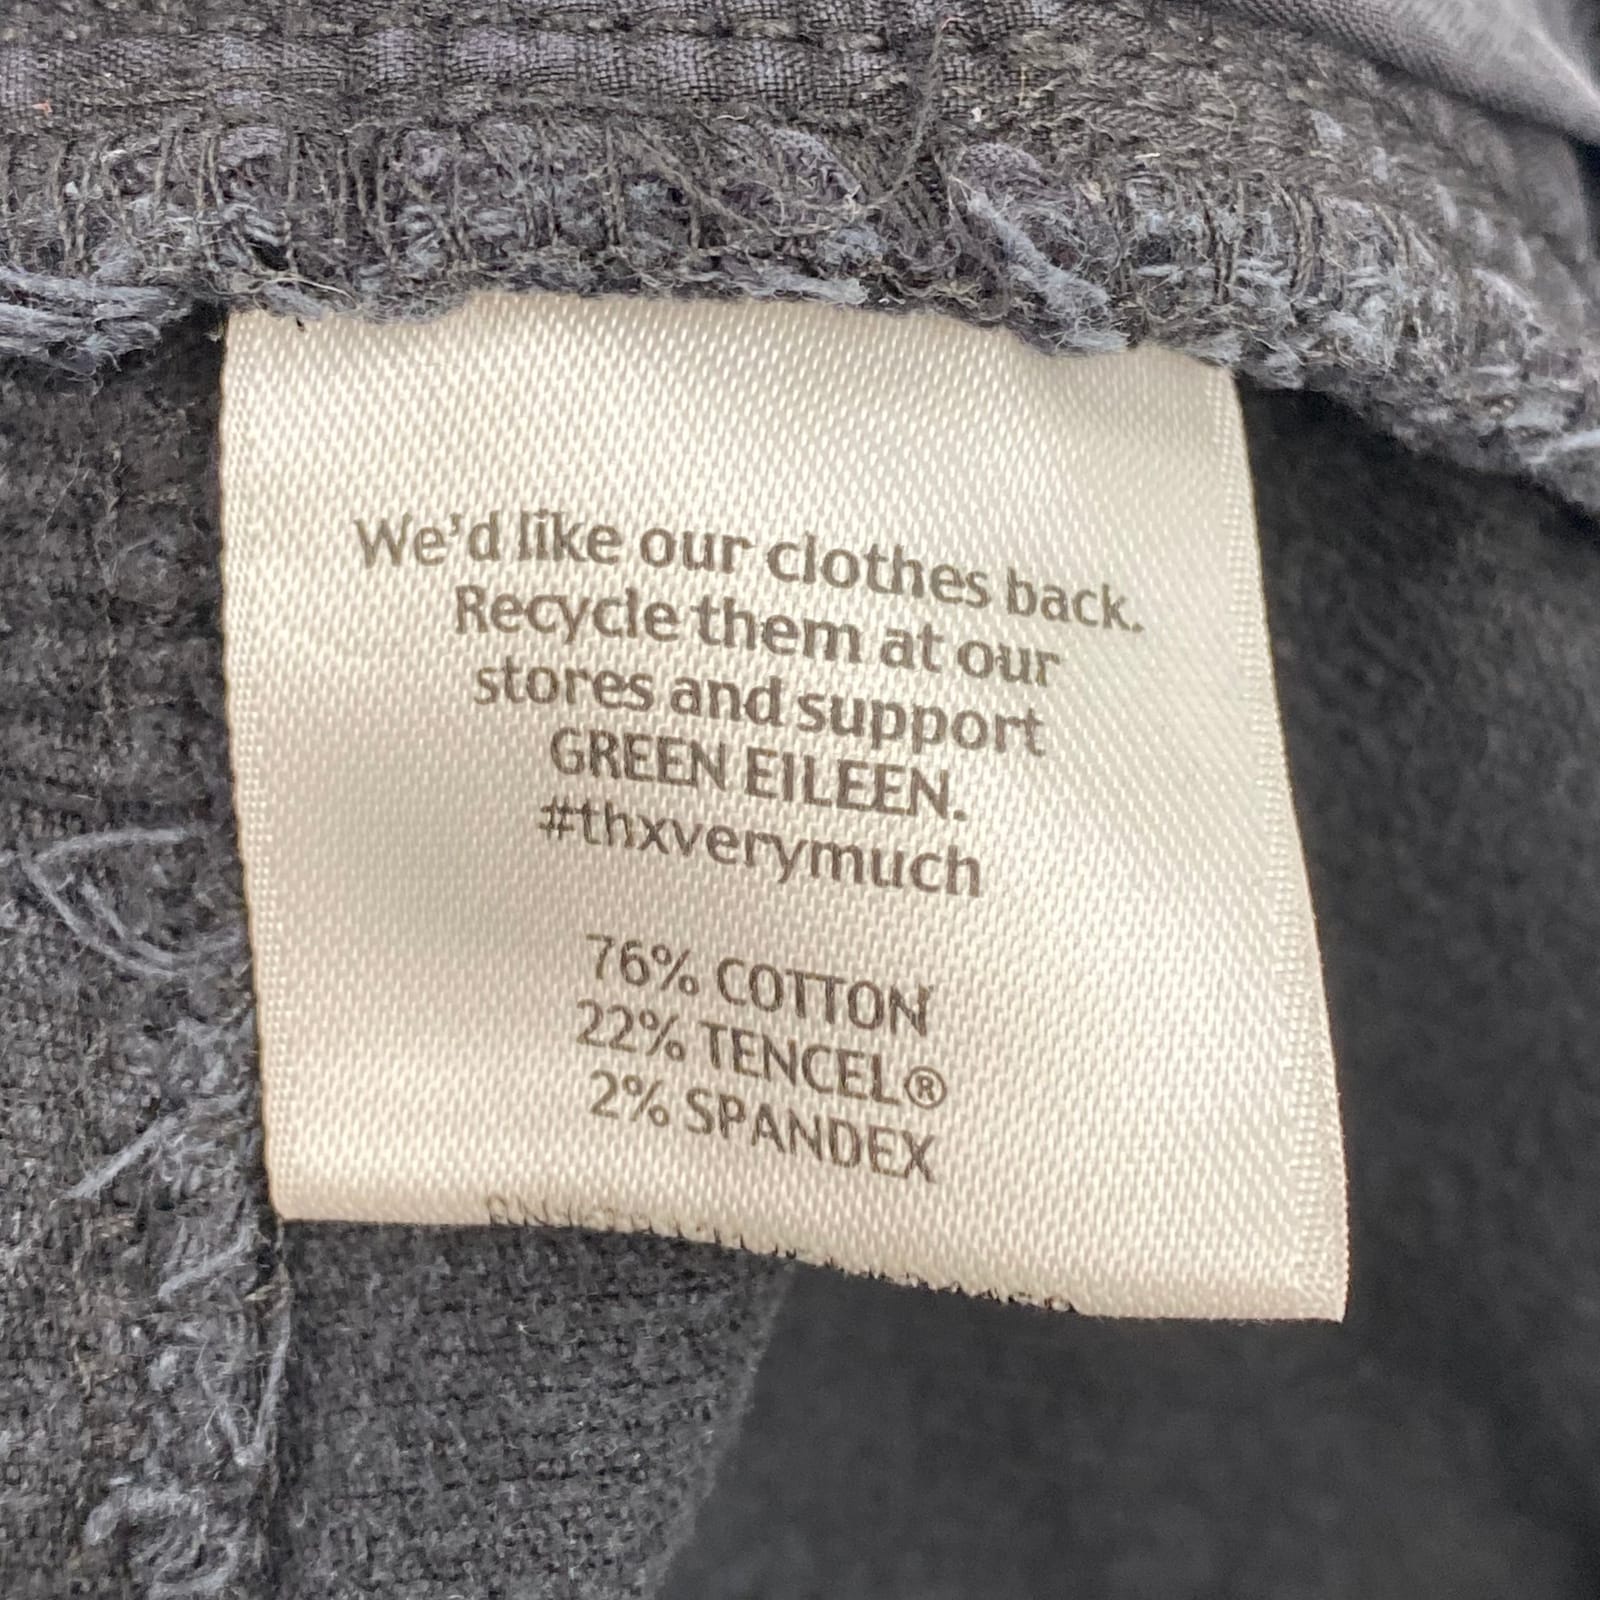 We'd like our clothes back.
Recycle them at our
stores and support
GREEN EILEEN.
#thxverymuch
76% COTTON
22% TENCEL®
2% SPANDEX